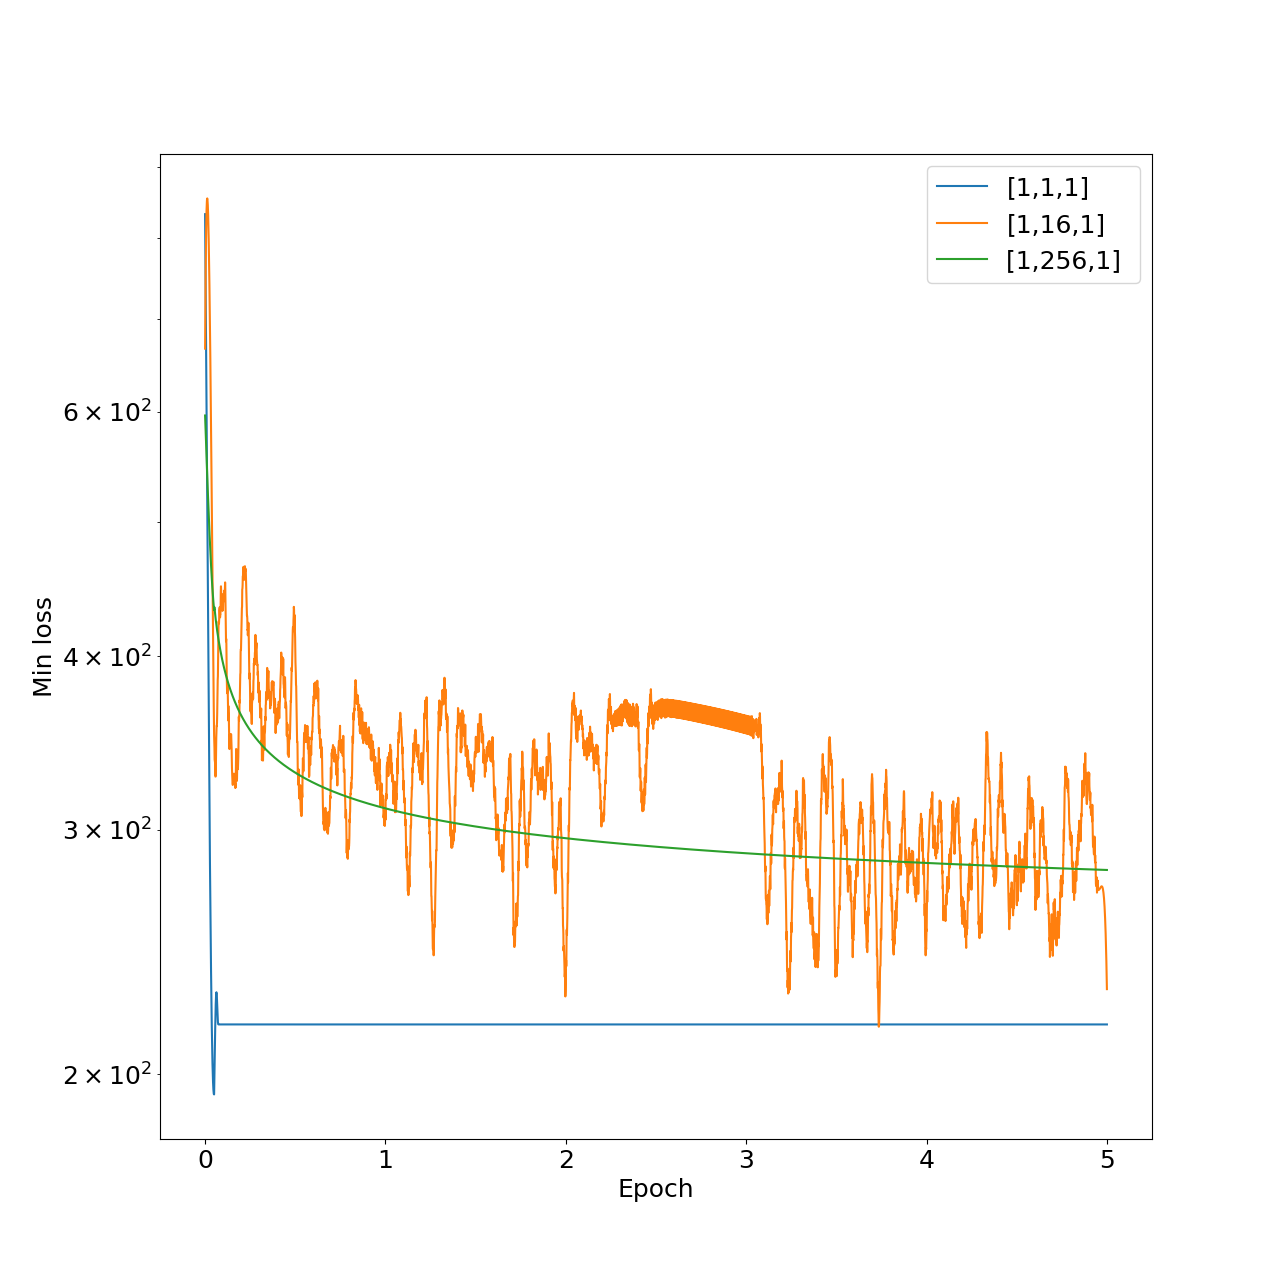 [1,1,1]
[1,16,1]
[1,256,1]
6 × 10²
4 × 10²
3 × 10²
2 × 10²
Min loss
0 1 2 3 4 5
Epoch